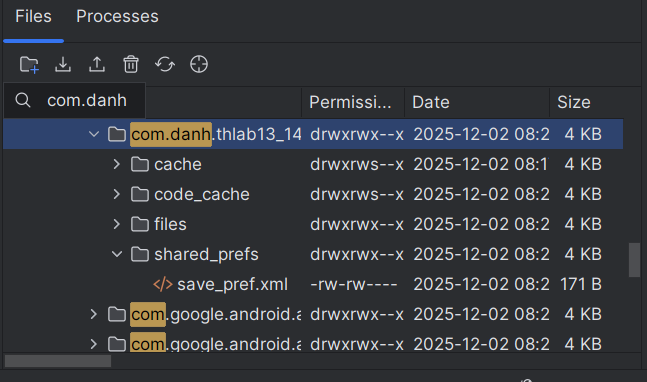 Files Processes
com.danh
Permissi... Date Size
com.danh.thlab13_14 drwxrwx--x 2025-12-02 08:2 4 KB
cache drwxrws--x 2025-12-02 08:1 4 KB
code_cache drwxrws--x 2025-12-02 08:2 4 KB
files drwxrwx--x 2025-12-02 08:2 4 KB
shared_prefs drwxrwx--x 2025-12-02 08:2 4 KB
save_pref.xml -rw-rw---- 2025-12-02 08:2 171 B
com.google.android.a drwxrwx--x 2025-12-02 08:2 4 KB
com.google.android.a drwxrwx--x 2025-12-02 08:2 4 KB